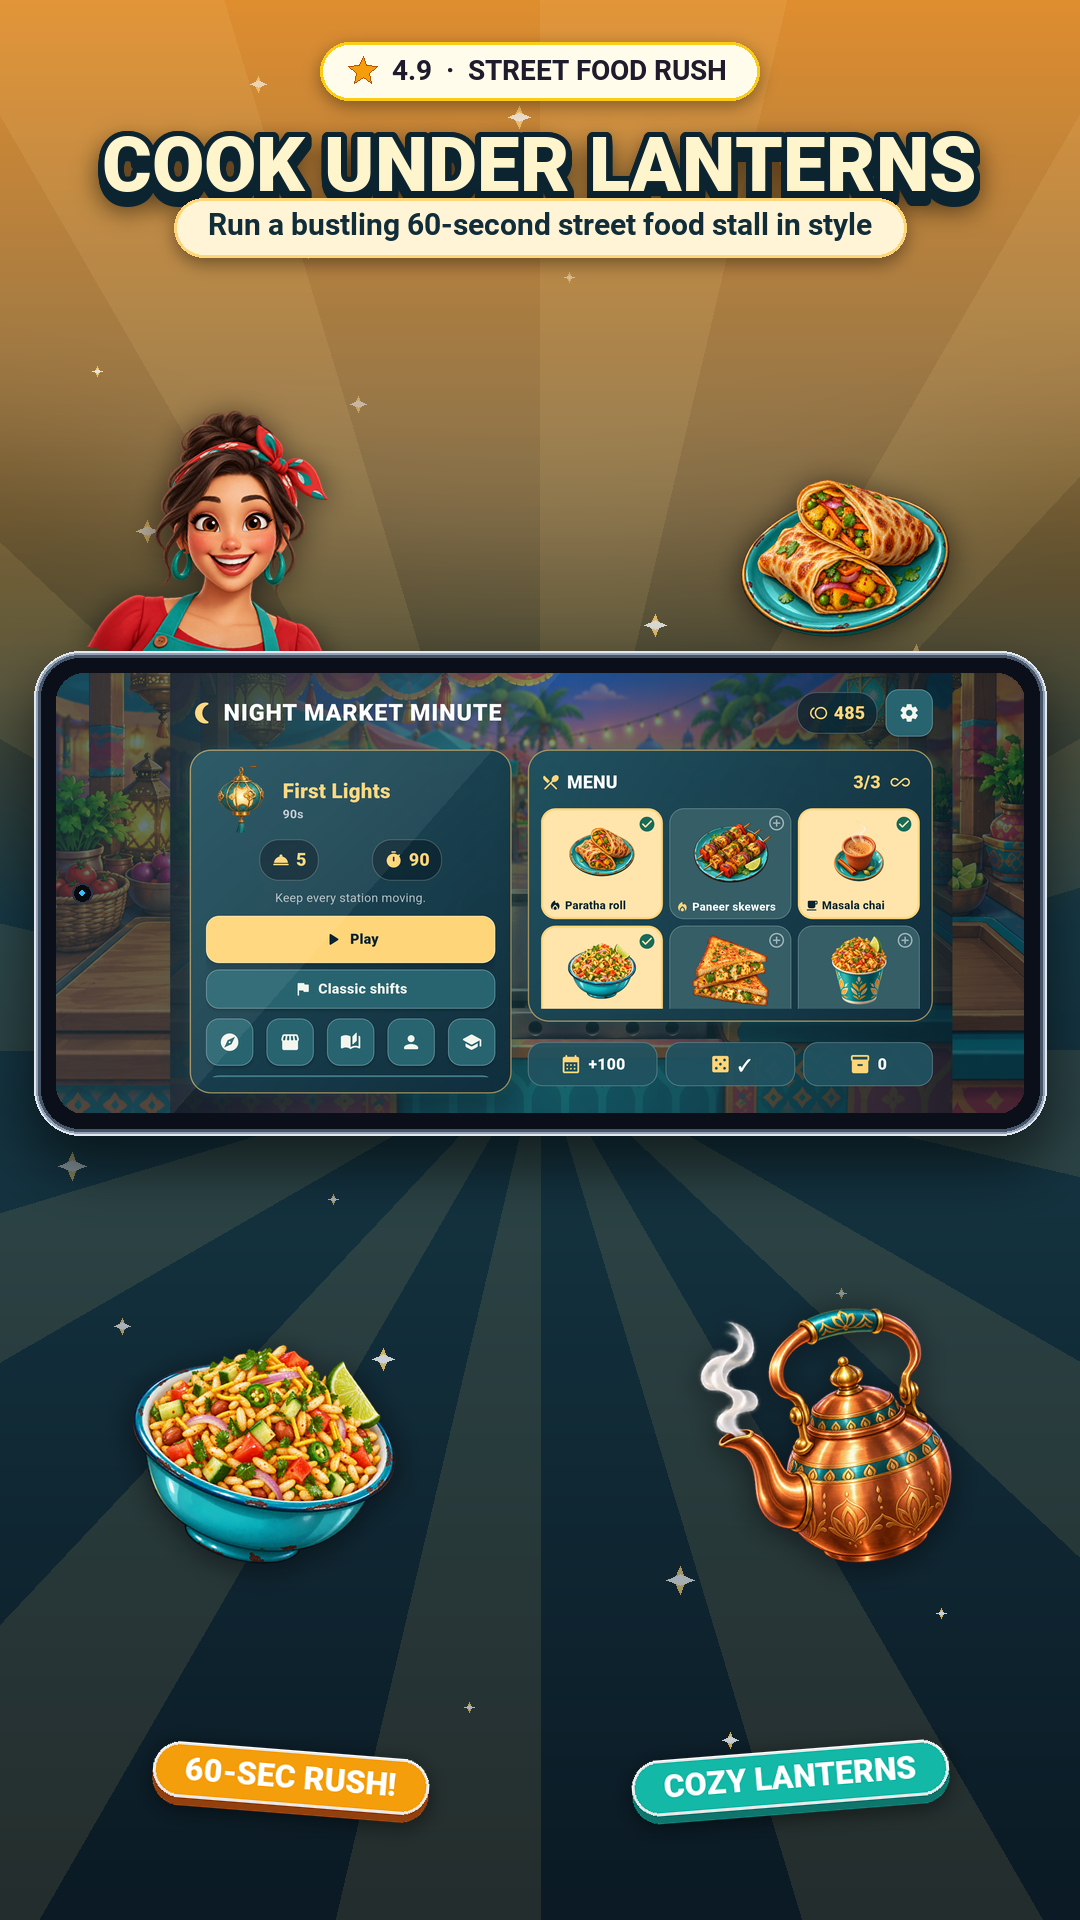 4.9 · STREET FOOD RUSH
COOK UNDER LANTERNS
Run a bustling 60-second street food stall in style
NIGHT MARKET MINUTE
485
First Lights
90s
5
90
Keep every station moving.
Play
Classic shifts
MENU
3/3
Paratha roll
Paneer skewers
Masala chai
+100
✓
0
60-SEC RUSH!
COZY LANTERNS